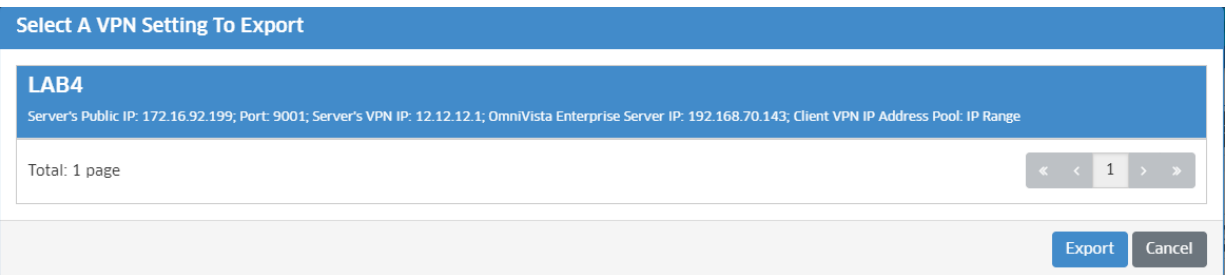 Select A VPN Setting To Export
LAB4
Server's Public IP: 172.16.92.199; Port: 9001; Server's VPN IP: 12.12.12.1; OmniVista Enterprise Server IP: 192.168.70.143; Client VPN IP Address Pool: IP Range
Total: 1 page
« ‹ 1 › »
Export Cancel